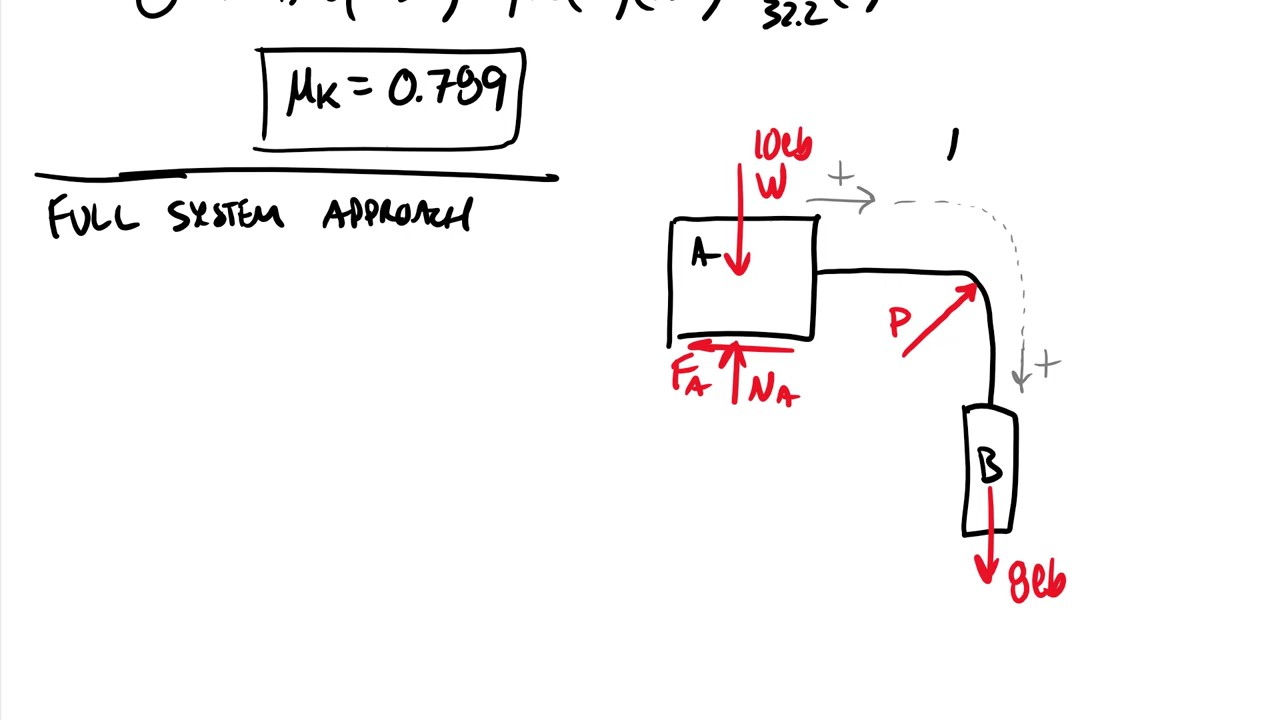 32.2
μK = 0.799
FULL SYSTEM APPROACH
10lb
W
+
A
P
+
FA
NA
B
8lb